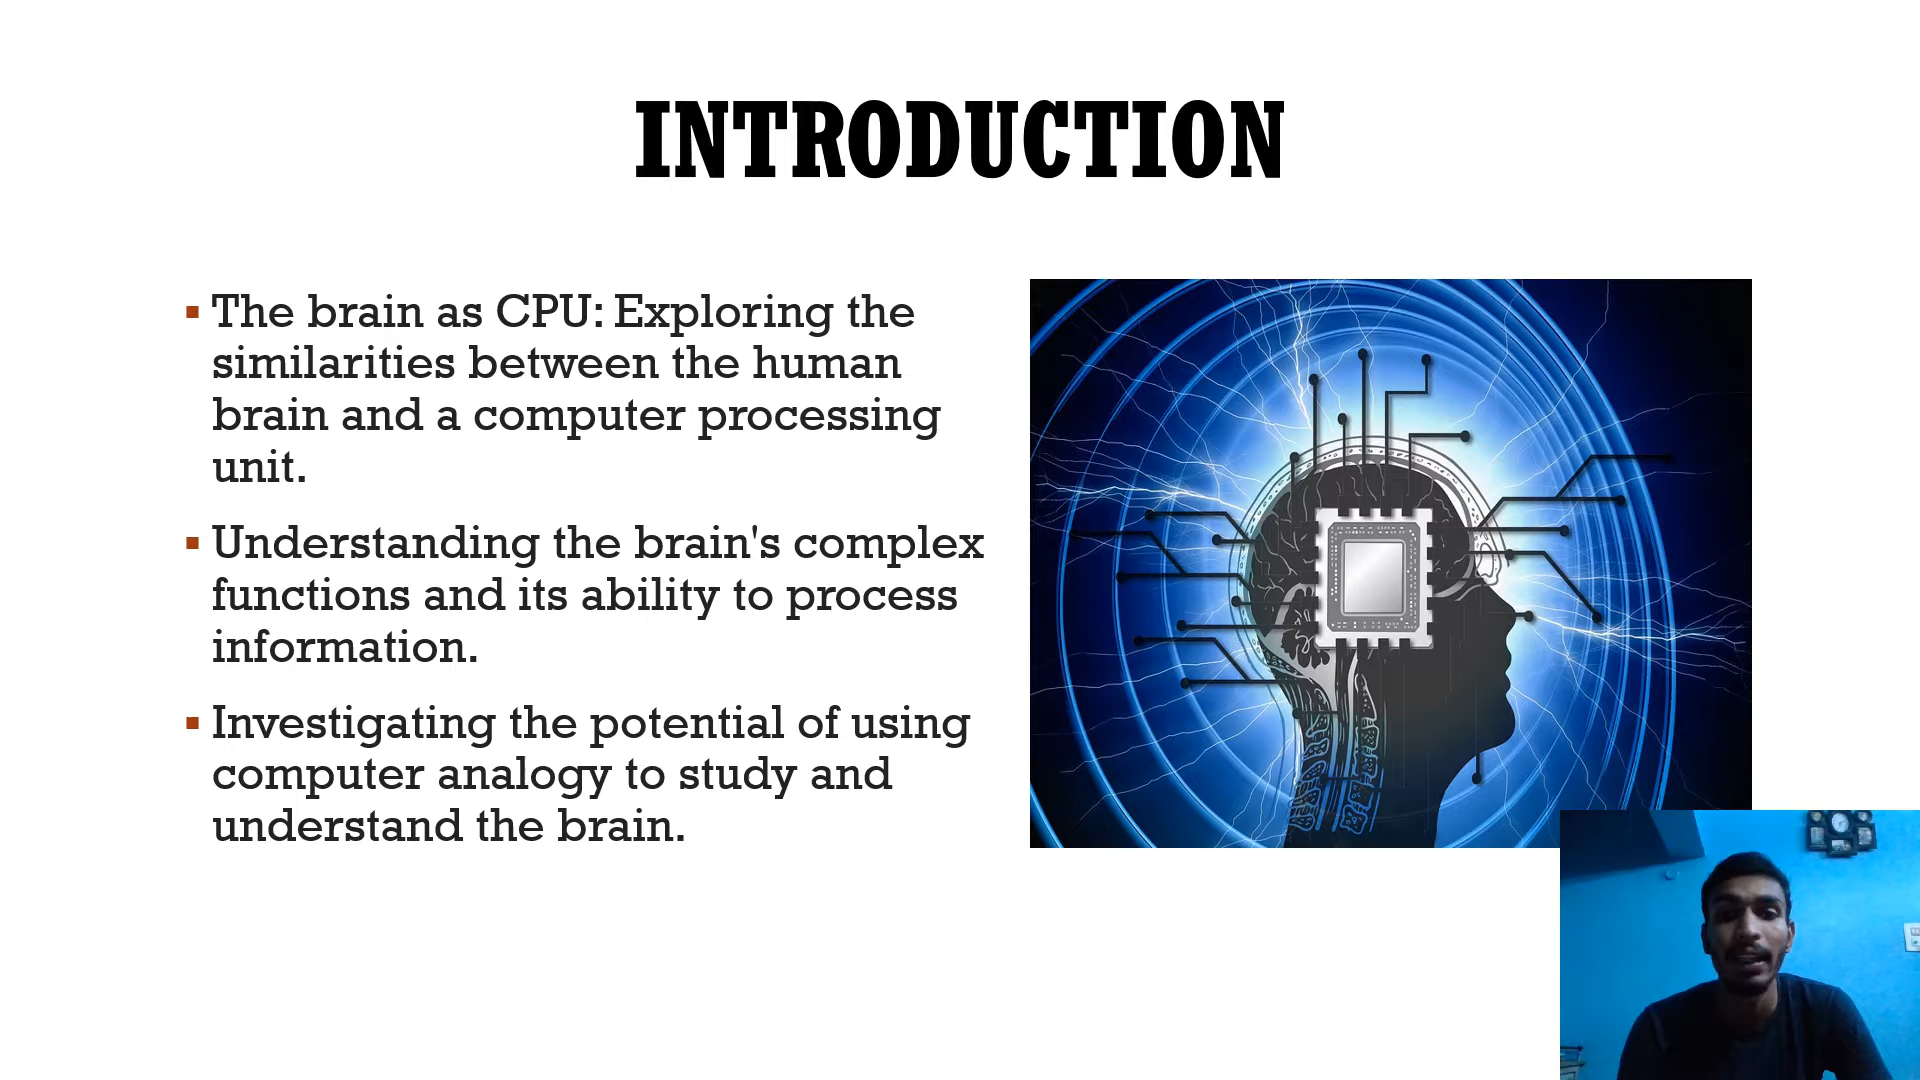 INTRODUCTION
The brain as CPU: Exploring the
similarities between the human
brain and a computer processing
unit.
Understanding the brain's complex
functions and its ability to process
information.
Investigating the potential of using
computer analogy to study and
understand the brain.